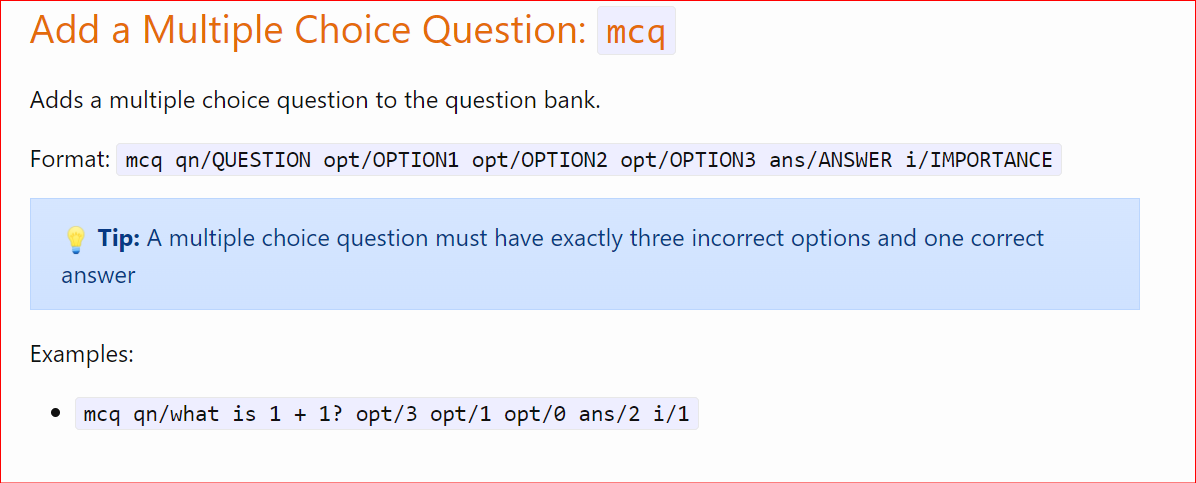 Add a Multiple Choice Question: mcq
Adds a multiple choice question to the question bank.
Format: mcq qn/QUESTION opt/OPTION1 opt/OPTION2 opt/OPTION3 ans/ANSWER i/IMPORTANCE
💡 Tip: A multiple choice question must have exactly three incorrect options and one correct
answer
Examples:
• mcq qn/what is 1 + 1? opt/3 opt/1 opt/0 ans/2 i/1